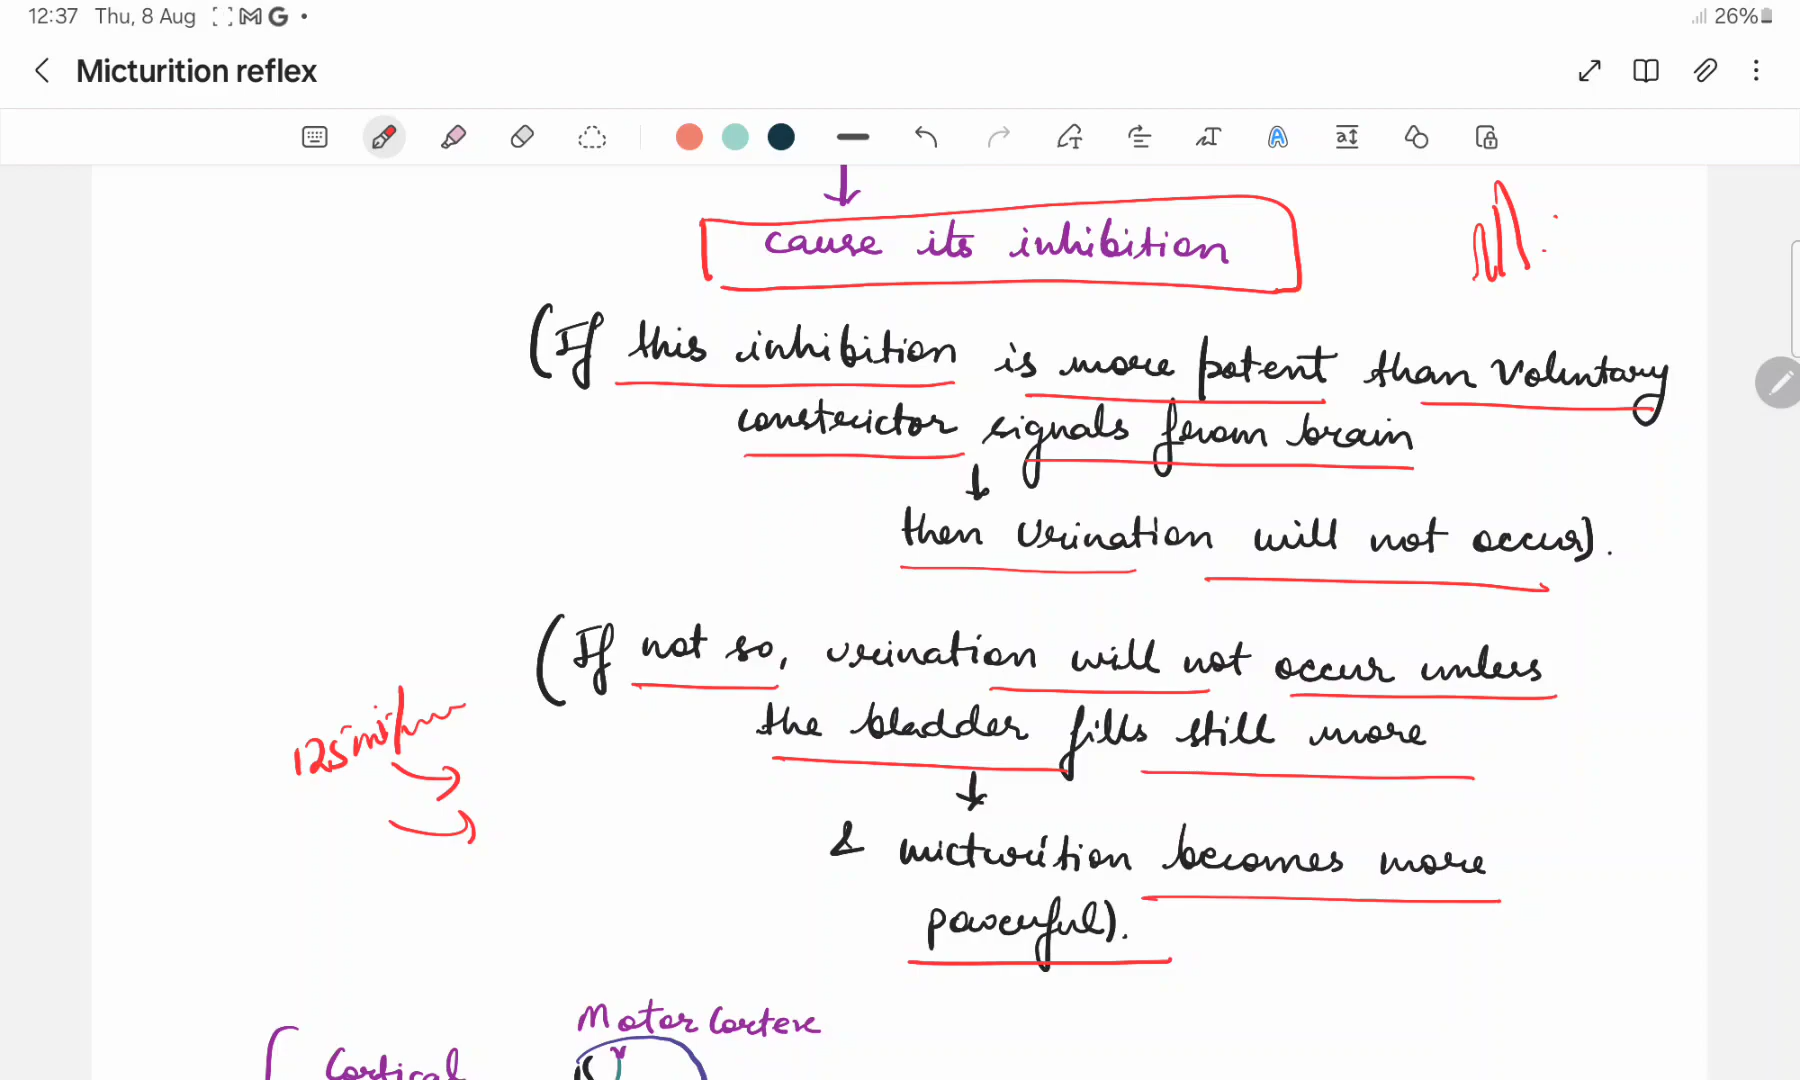 12:37 Thu, 8 Aug 26%
Micturition reflex
cause its inhibition
(If this inhibition is more potent than voluntary
constrictor signals from brain
then urination will not occur).
(If not so, urination will not occur unless
the bladder fills still more
& micturition becomes more
powerful).
Motor Cortex
Cortical